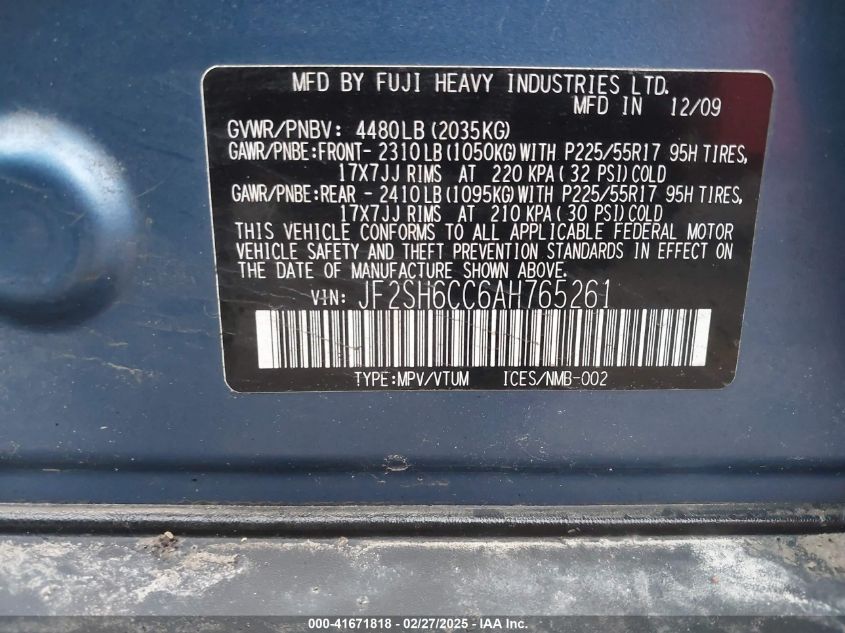 MFD BY FUJI HEAVY INDUSTRIES LTD.
MFD IN 12/09
GVWR/PNBV: 4480LB(2035KG)
GAWR/PNBE:FRONT- 2310LB(1050KG)WITH P225/55R17 95H TIRES,
17X7JJ RIMS AT 220 KPA(32 PSI)COLD
GAWR/PNBE:REAR - 2410LB(1095KG)WITH P225/55R17 95H TIRES,
17X7JJ RIMS AT 210 KPA(30 PSI)COLD
THIS VEHICLE CONFORMS TO ALL APPLICABLE FEDERAL MOTOR
VEHICLE SAFETY AND THEFT PREVENTION STANDARDS IN EFFECT ON
THE DATE OF MANUFACTURE SHOWN ABOVE.
VIN: JF2SH6CC6AH765261
TYPE:MPV/VTUM ICES/NMB-002
000-41671818 - 02/27/2025 - IAA Inc.